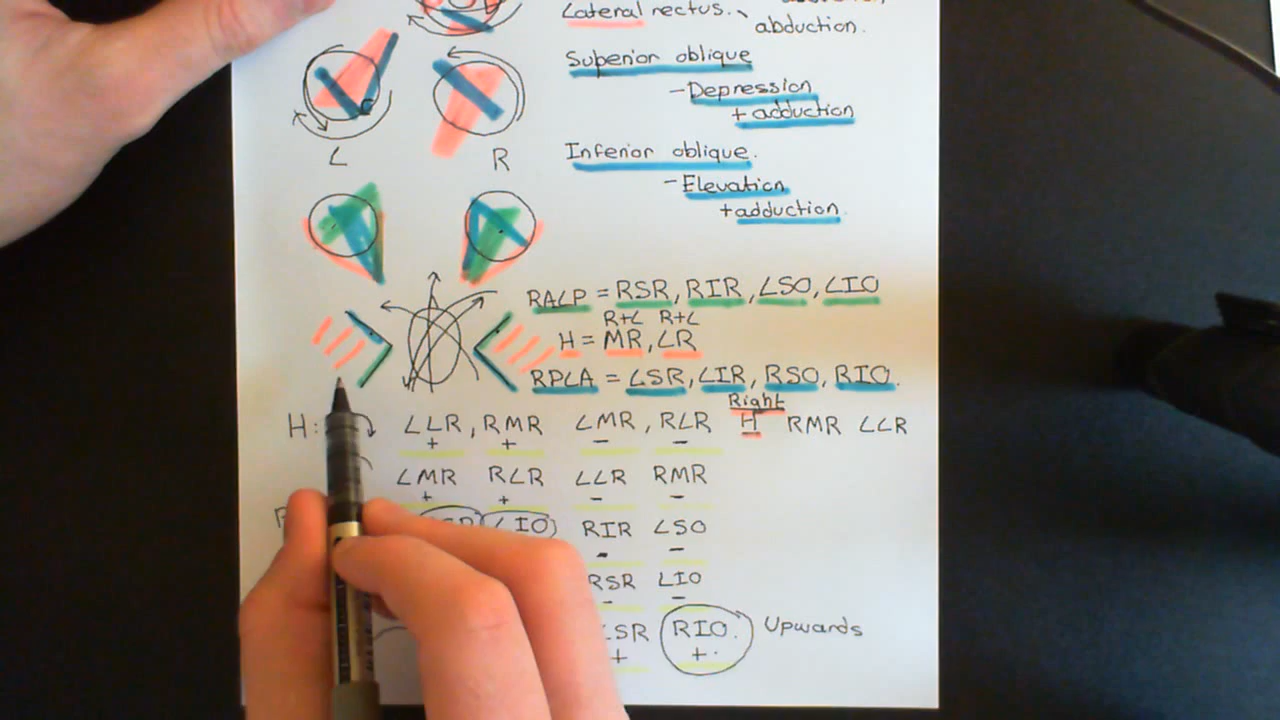 Lateral rectus.
abduction.
Superior oblique
- Depression
+ adduction
L R
Inferior oblique.
- Elevation
+ adduction.
RALP = RSR, RIR, LSO, LIO
R+L R+L
H = MR, LR
RPLA = LSR, LIR, RSO, RIO.
Right
H: LLR, RMR LMR, RLR H RMR LLR
+ + - -
LMR RLR LLR RMR
+ + - -
LIO RIR LSO
- -
RSR LIO
- -
LSR RIO. Upwards
+ +